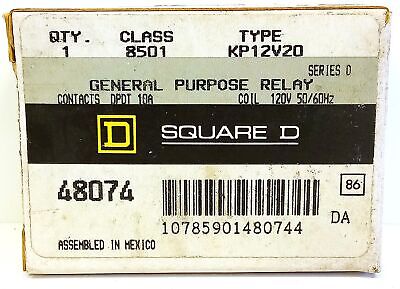 QTY. CLASS TYPE
1 8501 KP12V20
SERIES D
GENERAL PURPOSE RELAY
CONTACTS DPDT 10A COIL 120V 50/60Hz
D SQUARE D
48074 86
10785901480744 DA
ASSEMBLED IN MEXICO